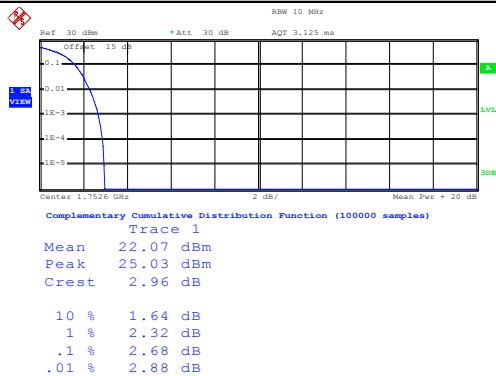 RBW 10 MHz
Ref 30 dBm *Att 30 dB AQT 3.125 ms
Offset 15 dB
0.1
A
0.01
1 SA
VIEW
1E-3
LVL
1E-4
1E-5
3DB
Center 1.7526 GHz 2 dB/ Mean Pwr + 20 dB
Complementary Cumulative Distribution Function (100000 samples)
Trace 1
Mean 22.07 dBm
Peak 25.03 dBm
Crest 2.96 dB
10 % 1.64 dB
1 % 2.32 dB
.1 % 2.68 dB
.01 % 2.88 dB